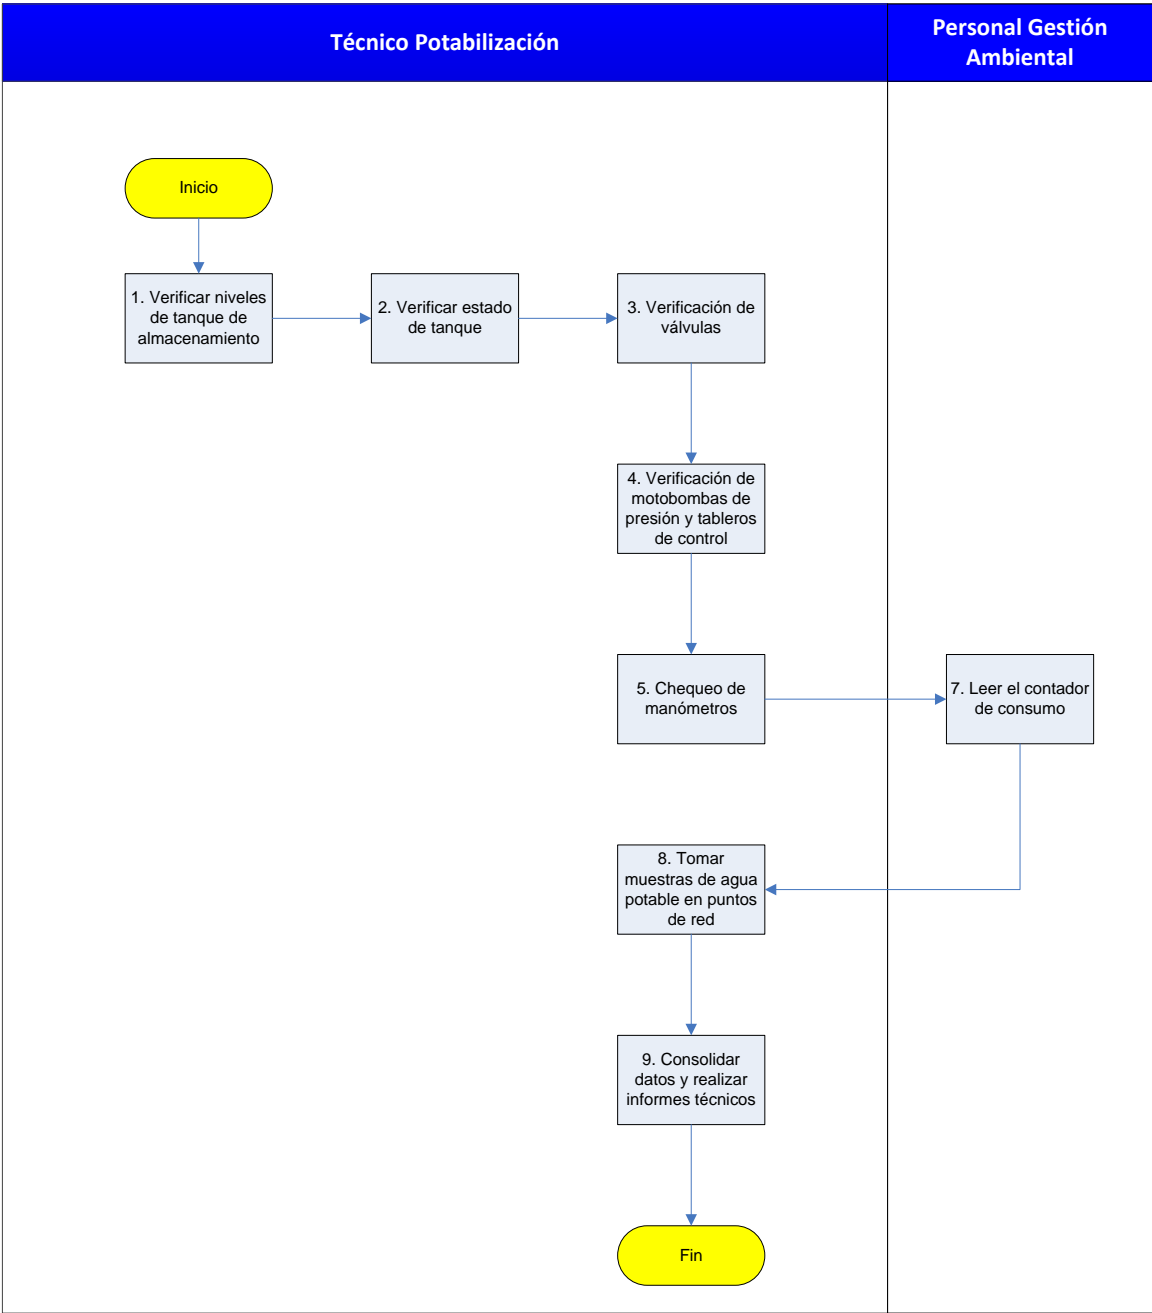 Técnico Potabilización
Personal Gestión
Ambiental
Inicio
1. Verificar niveles
de tanque de
almacenamiento
2. Verificar estado
de tanque
3. Verificación de
válvulas
4. Verificación de
motobombas de
presión y tableros
de control
5. Chequeo de
manómetros
7. Leer el contador
de consumo
8. Tomar
muestras de agua
potable en puntos
de red
9. Consolidar
datos y realizar
informes técnicos
Fin